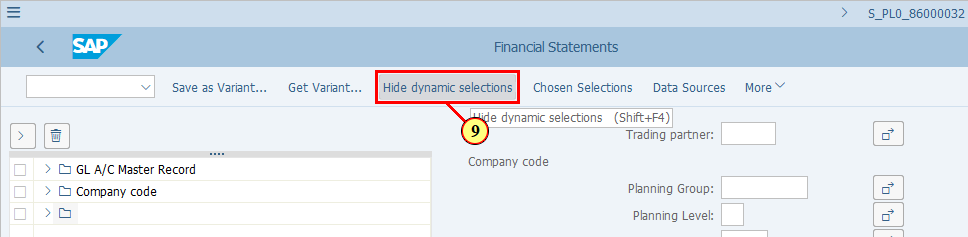 S_PL0_86000032
SAP
Financial Statements
Save as Variant... Get Variant... Hide dynamic selections Chosen Selections Data Sources More
9
Hide dynamic selections (Shift+F4)
Trading partner:
Company code
GL A/C Master Record
Company code
Planning Group:
Planning Level: